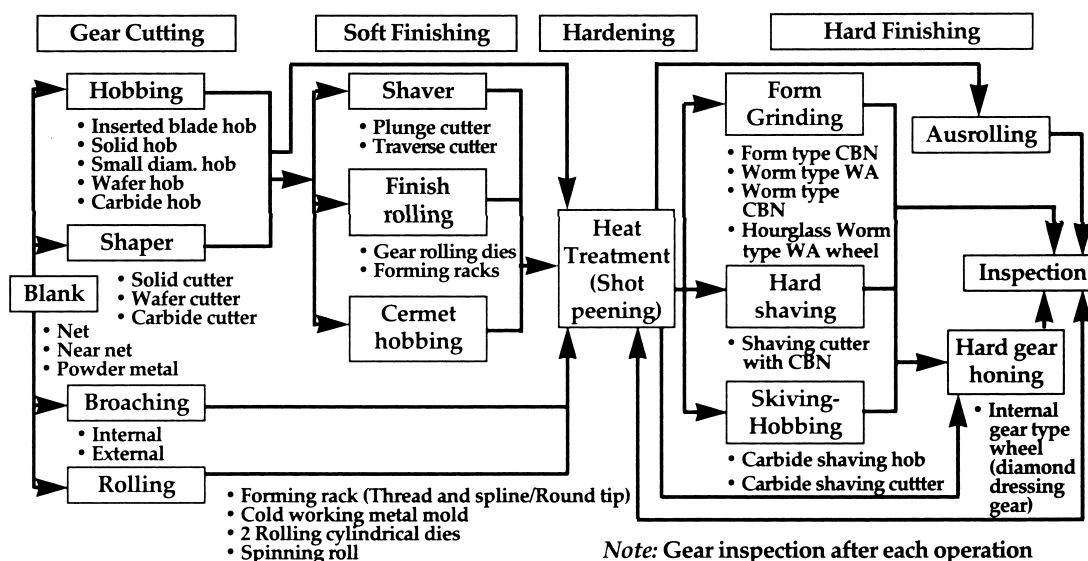 Gear Cutting
Soft Finishing
Hardening
Hard Finishing
Hobbing
• Inserted blade hob
• Solid hob
• Small diam. hob
• Wafer hob
• Carbide hob
Shaper
• Solid cutter
• Wafer cutter
• Carbide cutter
Blank
• Net
• Near net
• Powder metal
Broaching
• Internal
• External
Rolling
• Forming rack (Thread and spline/Round tip)
• Cold working metal mold
• 2 Rolling cylindrical dies
• Spinning roll
Shaver
• Plunge cutter
• Traverse cutter
Finish
rolling
• Gear rolling dies
• Forming racks
Cermet
hobbing
Heat
Treatment
(Shot
peening)
Form
Grinding
• Form type CBN
• Worm type WA
• Worm type
CBN
• Hourglass Worm
type WA wheel
Hard
shaving
• Shaving cutter
with CBN
Skiving-
Hobbing
• Carbide shaving hob
• Carbide shaving cuttter
Ausrolling
Inspection
Hard gear
honing
• Internal
gear type
wheel
(diamond
dressing
gear)
Note: Gear inspection after each operation